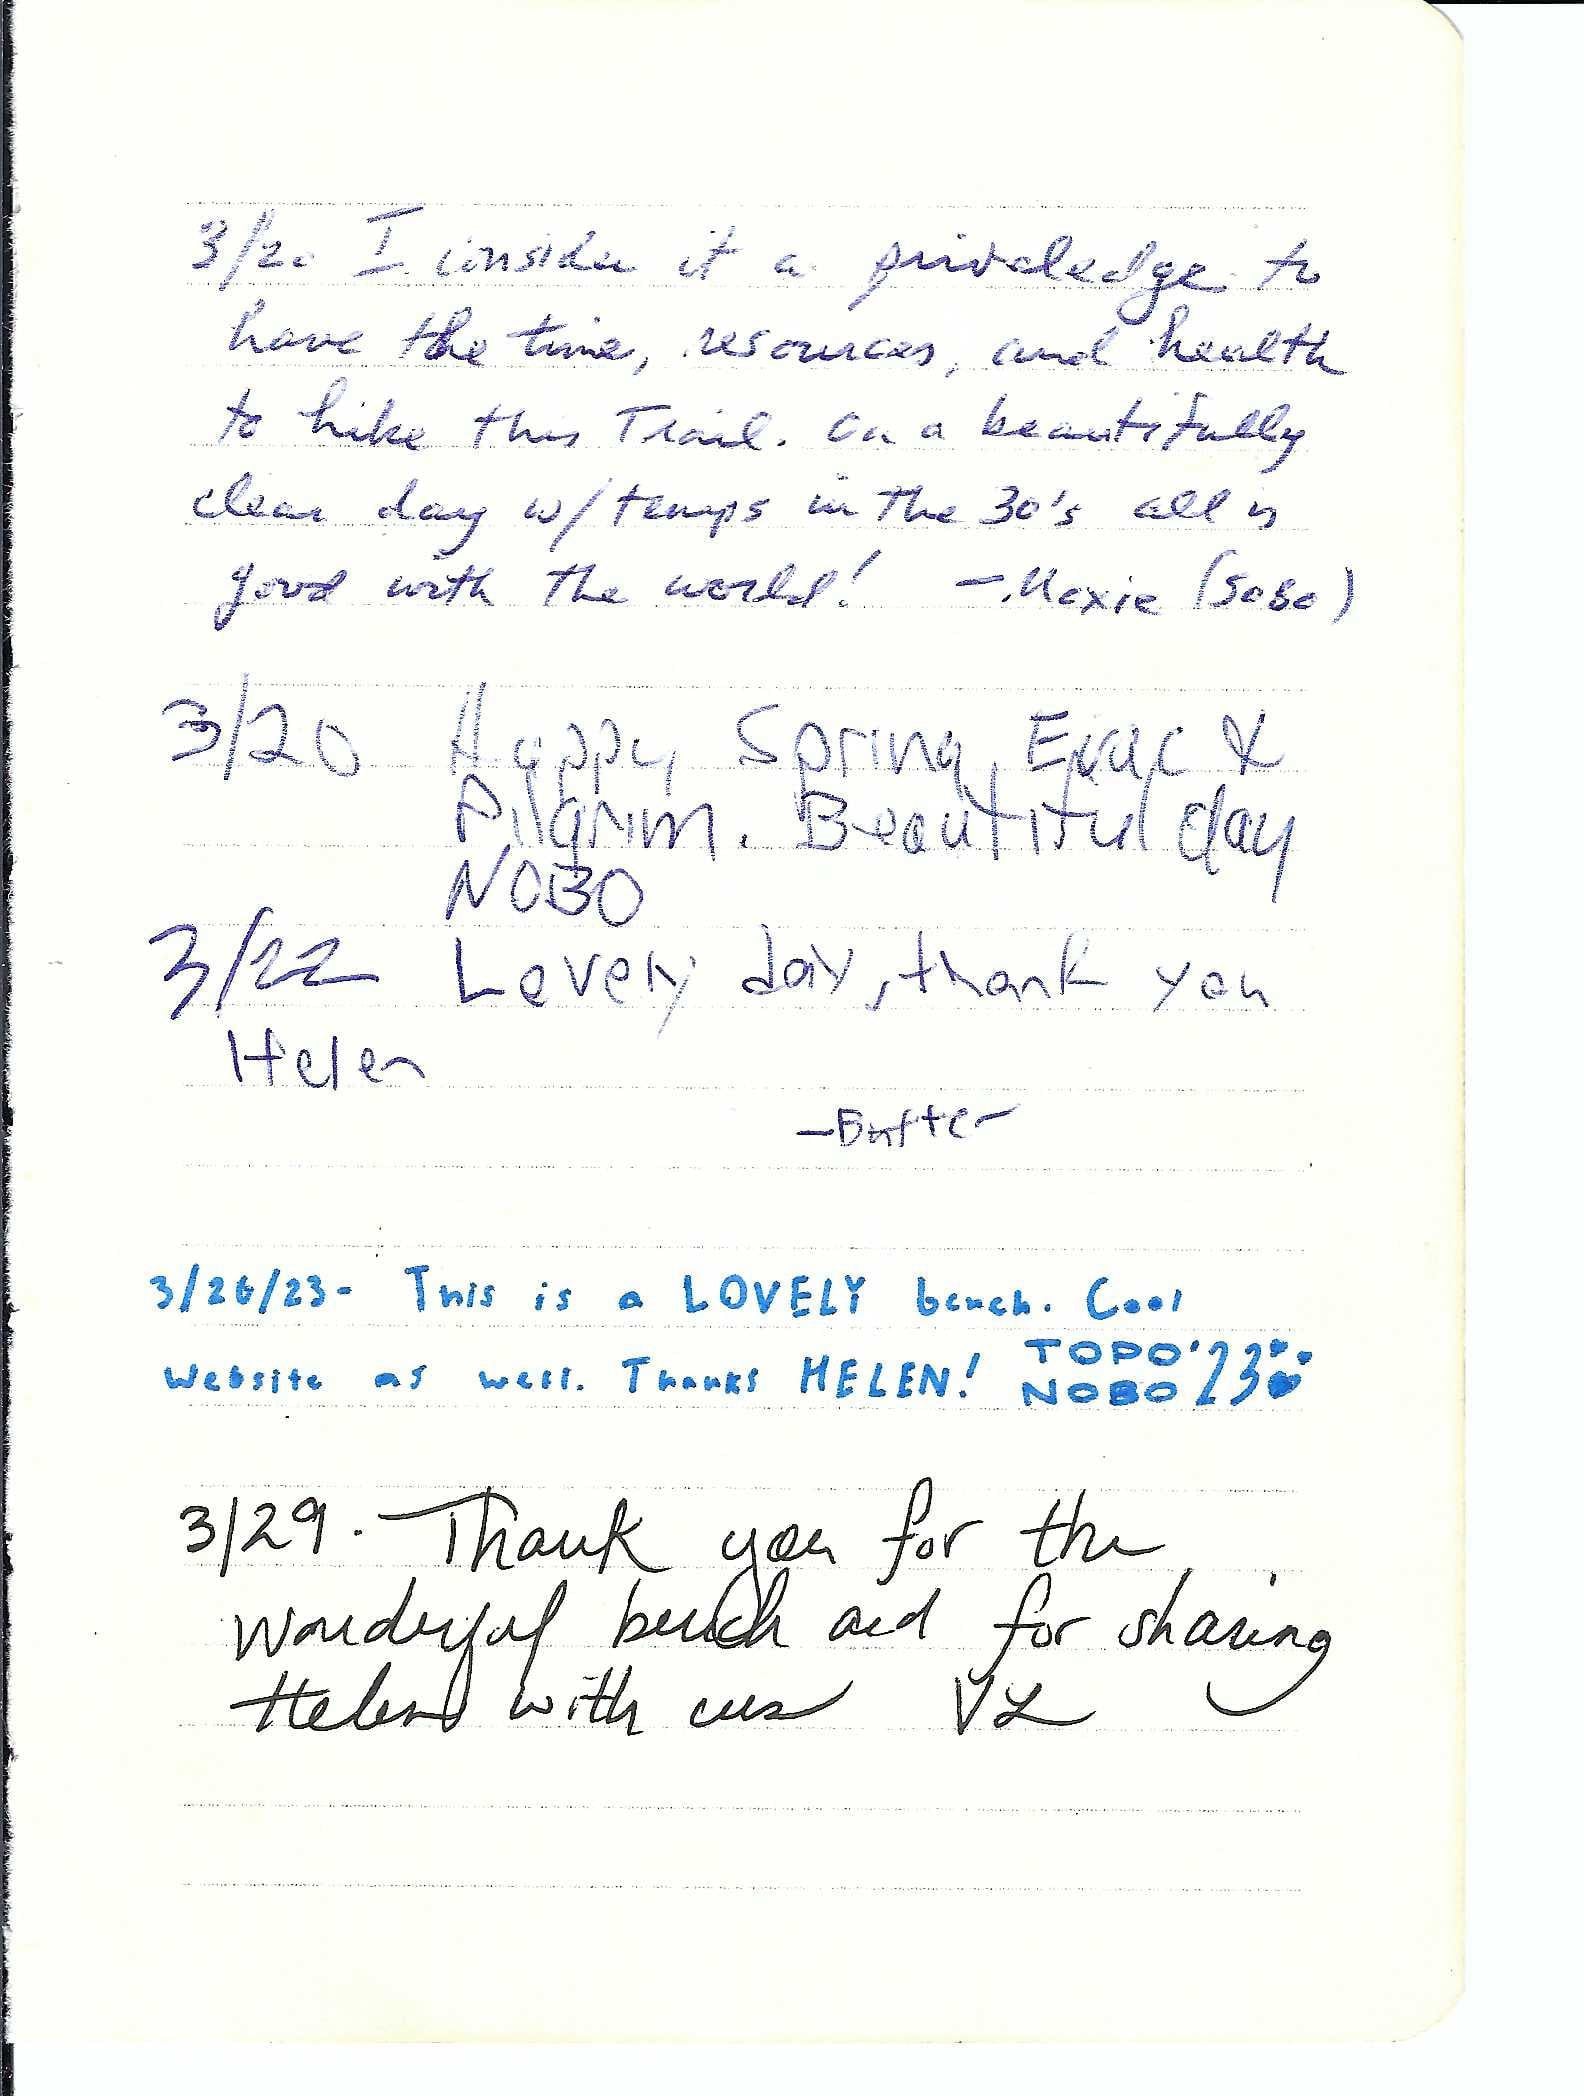 3/20 I consider it a priveledge to
have the time, resources, and health
to hike this Trail. On a beautifully
clear day w/ temps in the 30's all is
good with the world! - Moxie (SoBo)
3/20 Happy Spring, Evac &
Pilgrim. Beautiful day
NOBO
3/22 Lovely day, thank you
Helen
- Butter
3/26/23 - This is a LOVELY bench. Cool
website as well. Thanks HELEN! TOPO '23
NOBO
3/29. Thank you for the
wonderful bench and for sharing
Helen with us VL